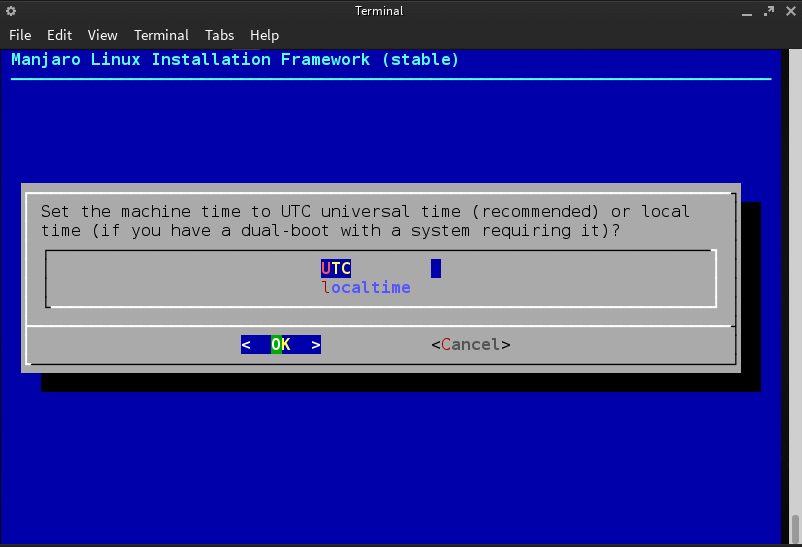 Terminal
File Edit View Terminal Tabs Help
Manjaro Linux Installation Framework (stable)
Set the machine time to UTC universal time (recommended) or local
time (if you have a dual-boot with a system requiring it)?
UTC
localtime
< OK > <Cancel>